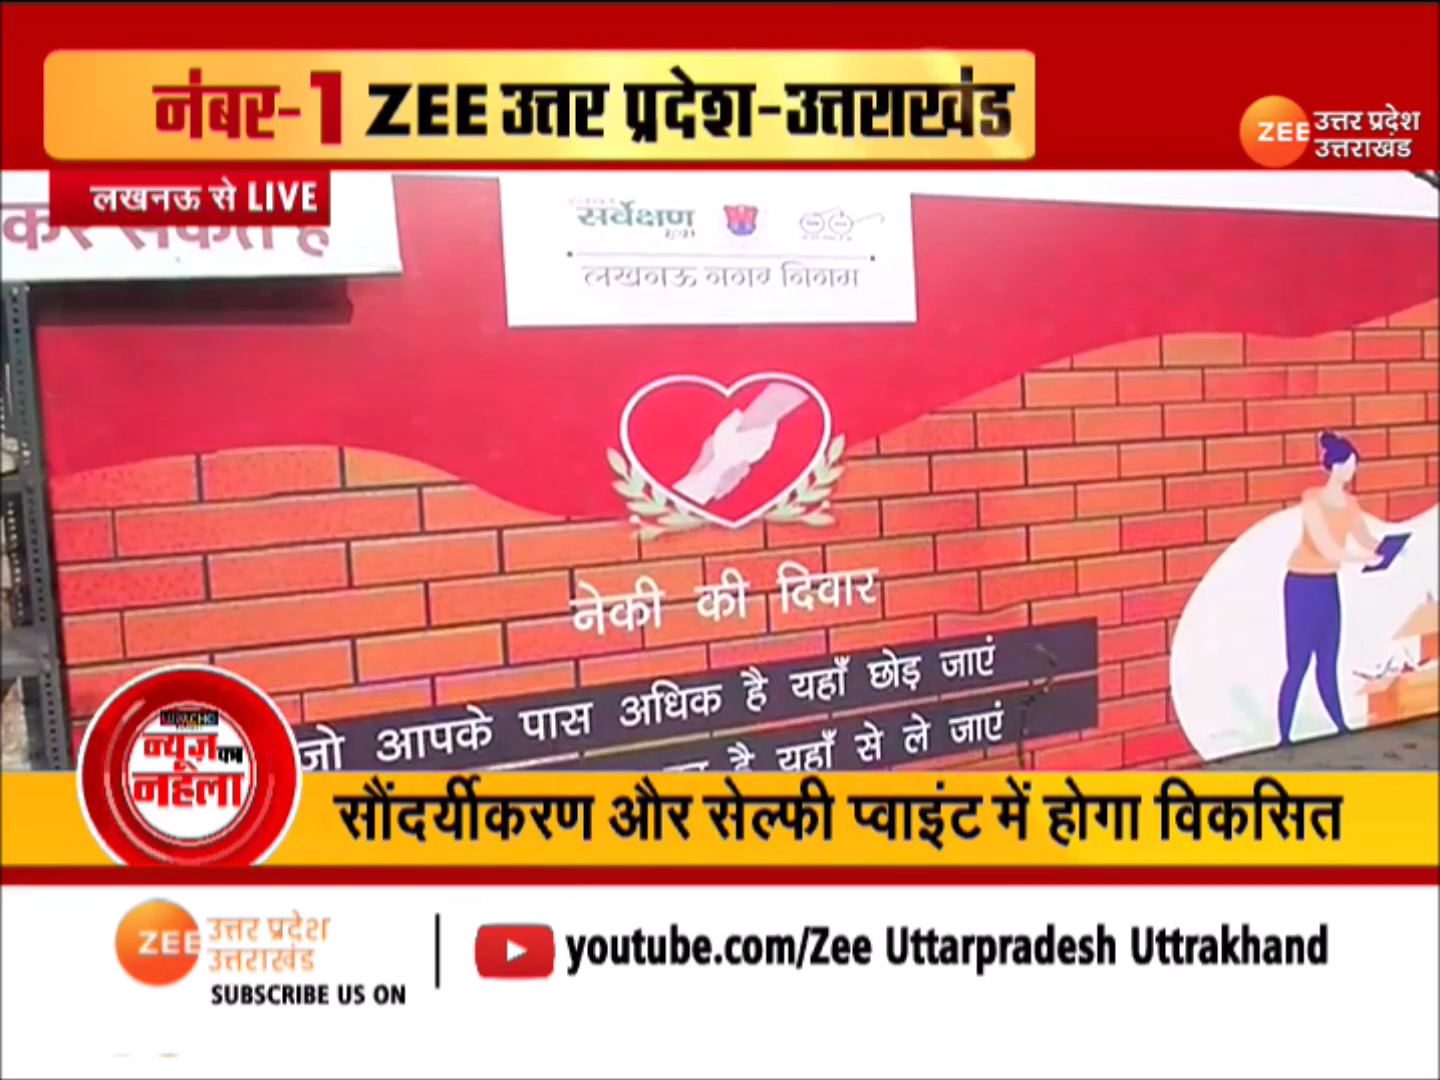 नंबर-1 ZEE उत्तर प्रदेश-उत्तराखंड
ZEE उत्तर प्रदेश
उत्तराखंड
लखनऊ से LIVE
कर सकते हैं
सर्वेक्षण
लखनऊ नगर निगम
नेकी की दिवार
जो आपके पास अधिक है यहाँ छोड़ जाएं
है यहाँ से ले जाएं
न्यूज़ का
नहला
सौंदर्यीकरण और सेल्फी प्वाइंट में होगा विकसित
ZEE उत्तर प्रदेश
उत्तराखंड
SUBSCRIBE US ON
youtube.com/Zee Uttarpradesh Uttrakhand